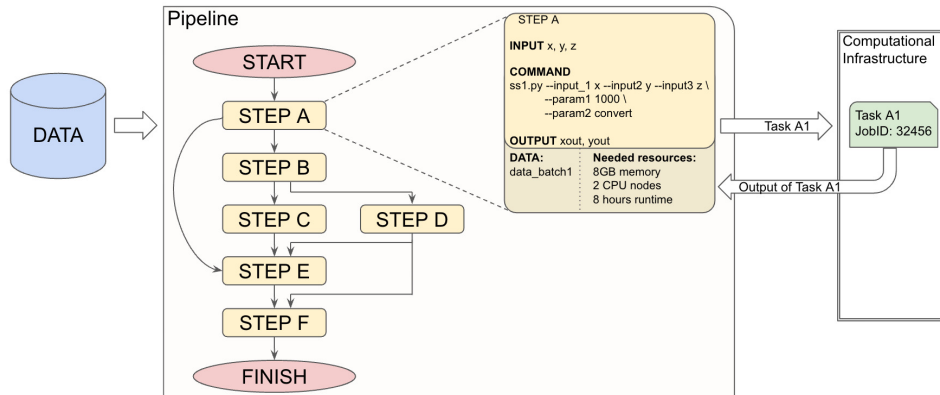 Pipeline
DATA
START
STEP A
STEP B
STEP C
STEP D
STEP E
STEP F
FINISH
STEP A
INPUT x, y, z
COMMAND
ss1.py --input_1 x --input2 y --input3 z \
--param1 1000 \
--param2 convert
OUTPUT xout, yout
DATA:
data_batch1
Needed resources:
8GB memory
2 CPU nodes
8 hours runtime
Task A1
Output of Task A1
Computational
Infrastructure
Task A1
JobID: 32456